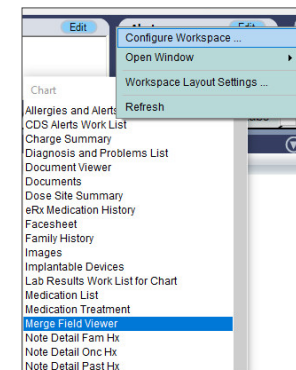 Edit
Edit
Configure Workspace ...
Open Window
Workspace Layout Settings ...
Refresh
Chart
Allergies and Alerts
CDS Alerts Work List
Charge Summary
Diagnosis and Problems List
Document Viewer
Documents
Dose Site Summary
eRx Medication History
Facesheet
Family History
Images
Implantable Devices
Lab Results Work List for Chart
Medication List
Medication Treatment
Merge Field Viewer
Note Detail Fam Hx
Note Detail Onc Hx
Note Detail Past Hx